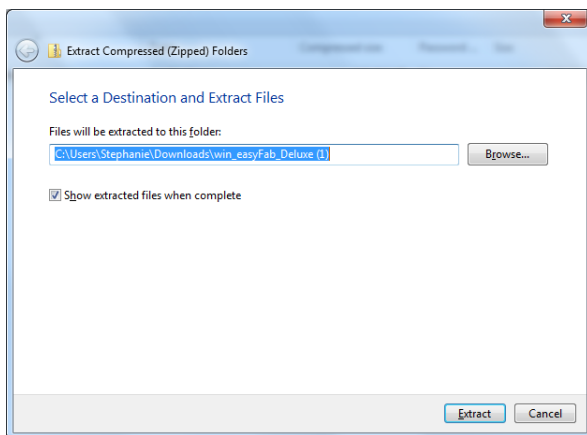 Extract Compressed (Zipped) Folders
Select a Destination and Extract Files
Files will be extracted to this folder:
C:\Users\Stephanie\Downloads\win_easyFab_Deluxe (1)
Browse...
Show extracted files when complete
Extract
Cancel